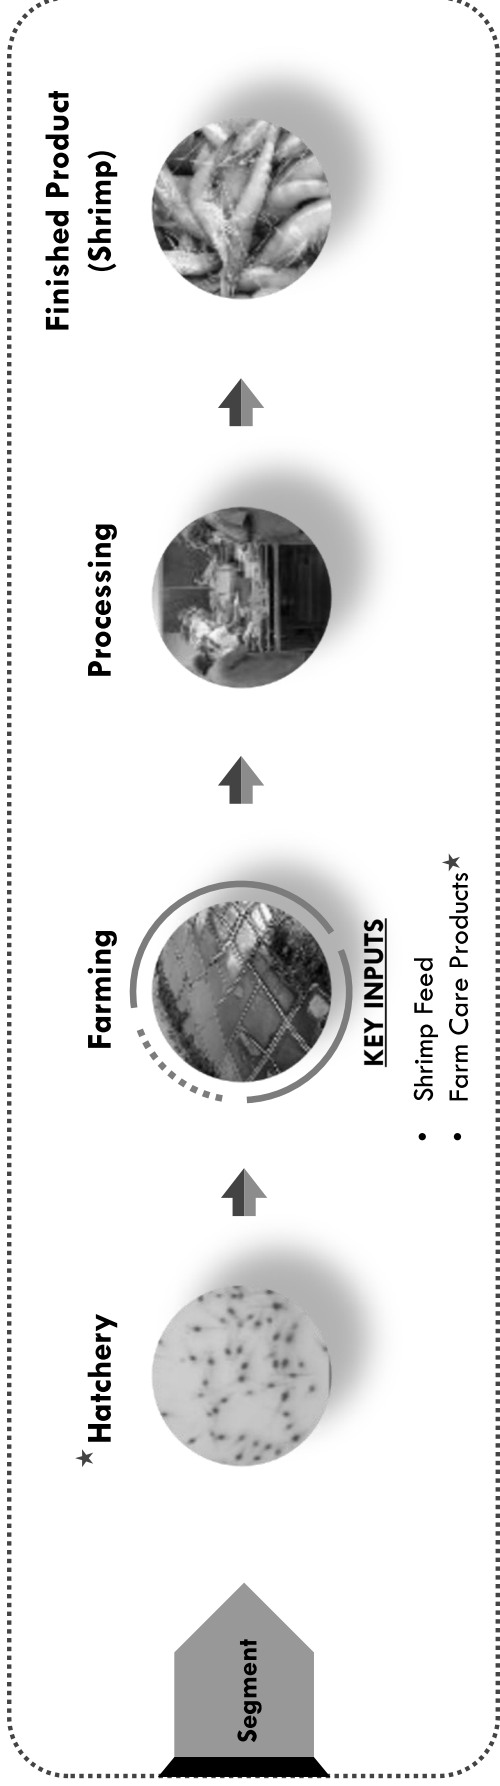 Segment
★ Hatchery
Farming
KEY INPUTS
• Shrimp Feed
• Farm Care Products★
Processing
Finished Product
(Shrimp)